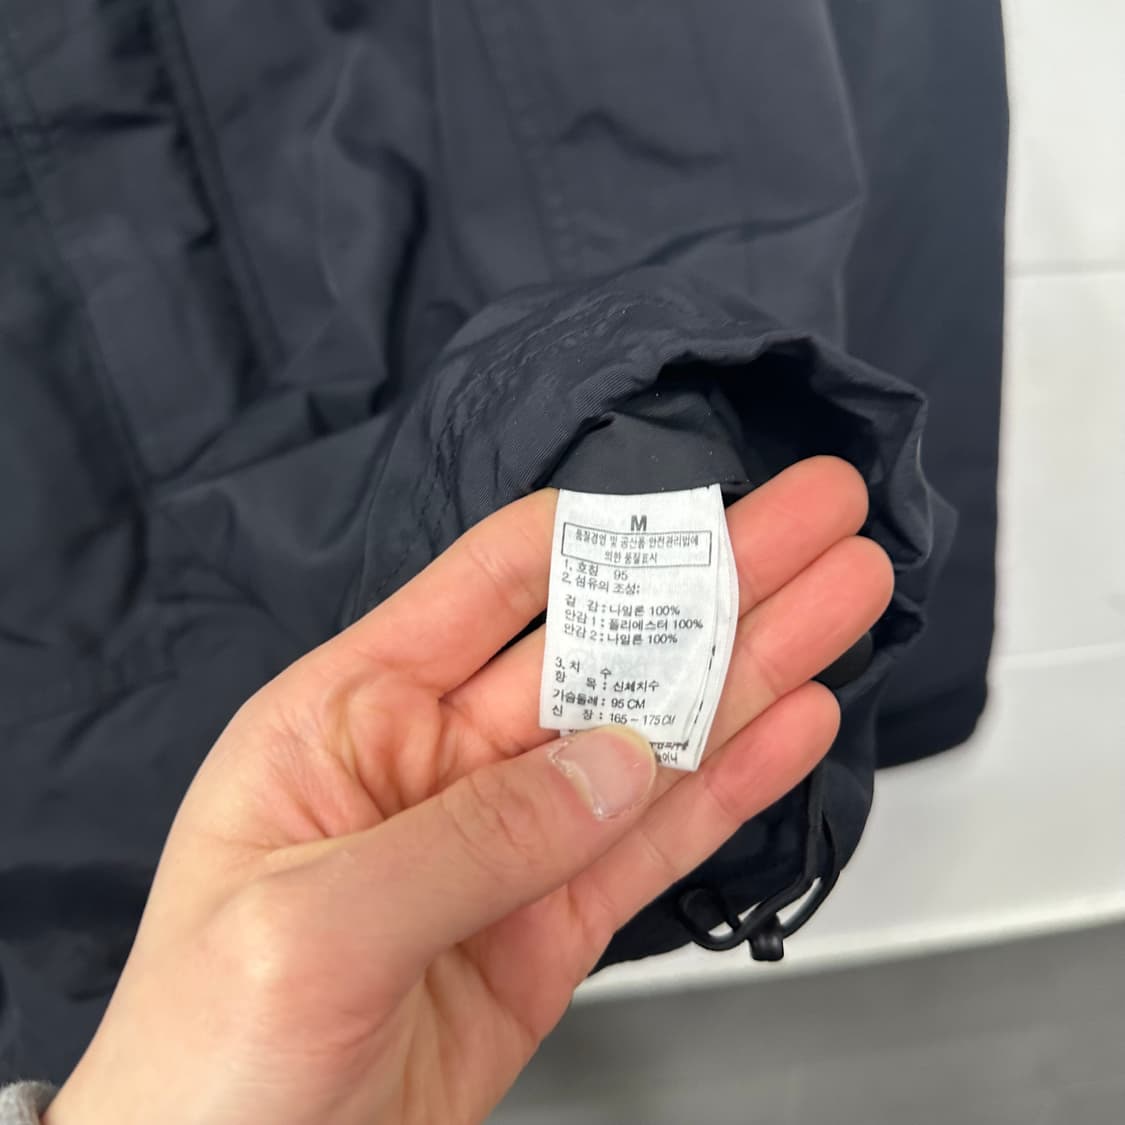 M
품질경영 및 공산품 안전관리법에
의한 품질표시
1. 호칭 95
2. 섬유의 조성:
겉 감 : 나일론 100%
안감 1 : 폴리에스터 100%
안감 2 : 나일론 100%
3. 치 수
항 목 : 신체치수
가슴둘레 : 95 CM
신 장 : 165 - 175 CM